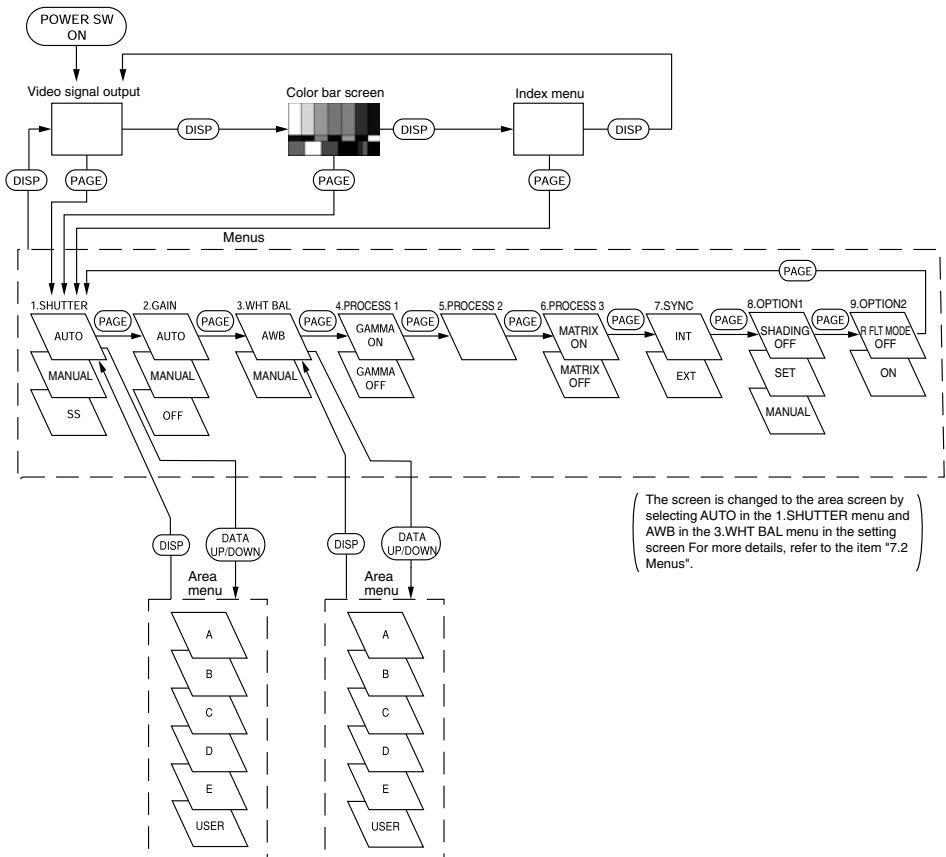 POWER SW
ON
Video signal output
Color bar screen
Index menu
DISP
DISP
DISP
DISP
PAGE
PAGE
PAGE
Menus
PAGE
1.SHUTTER
2.GAIN
3.WHT BAL
4.PROCESS 1
5.PROCESS 2
6.PROCESS 3
7.SYNC
8.OPTION1
9.OPTION2
AUTO
PAGE
AUTO
PAGE
AWB
PAGE
GAMMA
ON
PAGE
PAGE
MATRIX
ON
PAGE
INT
PAGE
SHADING
OFF
PAGE
R FLT MODE
OFF
MANUAL
MANUAL
MANUAL
GAMMA
OFF
MATRIX
OFF
EXT
SET
ON
SS
OFF
MANUAL
The screen is changed to the area screen by
selecting AUTO in the 1.SHUTTER menu and
AWB in the 3.WHT BAL menu in the setting
screen For more details, refer to the item "7.2
Menus".
DISP
DATA
UP/DOWN
DISP
DATA
UP/DOWN
Area
menu
A
B
C
D
E
USER
Area
menu
A
B
C
D
E
USER